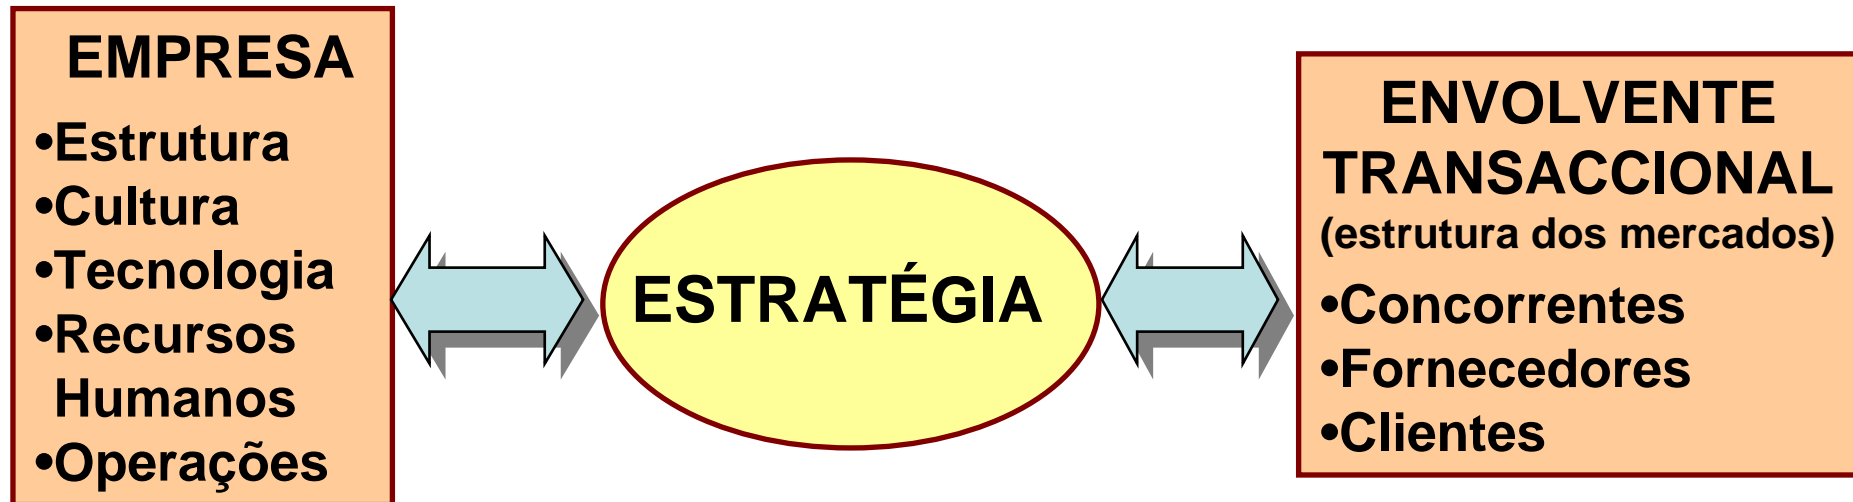 EMPRESA
•Estrutura
•Cultura
•Tecnologia
•Recursos
Humanos
•Operações
ESTRATÉGIA
ENVOLVENTE
TRANSACCIONAL
(estrutura dos mercados)
•Concorrentes
•Fornecedores
•Clientes